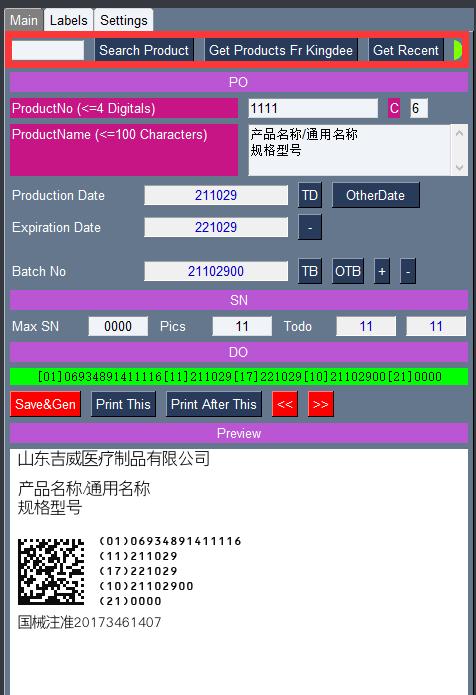 Main Labels Settings
Search Product Get Products Fr Kingdee Get Recent
PO
ProductNo (<=4 Digitals) 1111 C 6
ProductName (<=100 Characters) 产品名称/通用名称
规格型号
Production Date 211029 TD OtherDate
Expiration Date 221029 -
Batch No 21102900 TB OTB + -
SN
Max SN 0000 Pics 11 Todo 11 11
DO
[01]06934891411116[11]211029[17]221029[10]21102900[21]0000
Save&Gen Print This Print After This << >>
Preview
山东吉威医疗制品有限公司
产品名称/通用名称
规格型号
(01)06934891411116
(11)211029
(17)221029
(10)21102900
(21)0000
国械注准20173461407